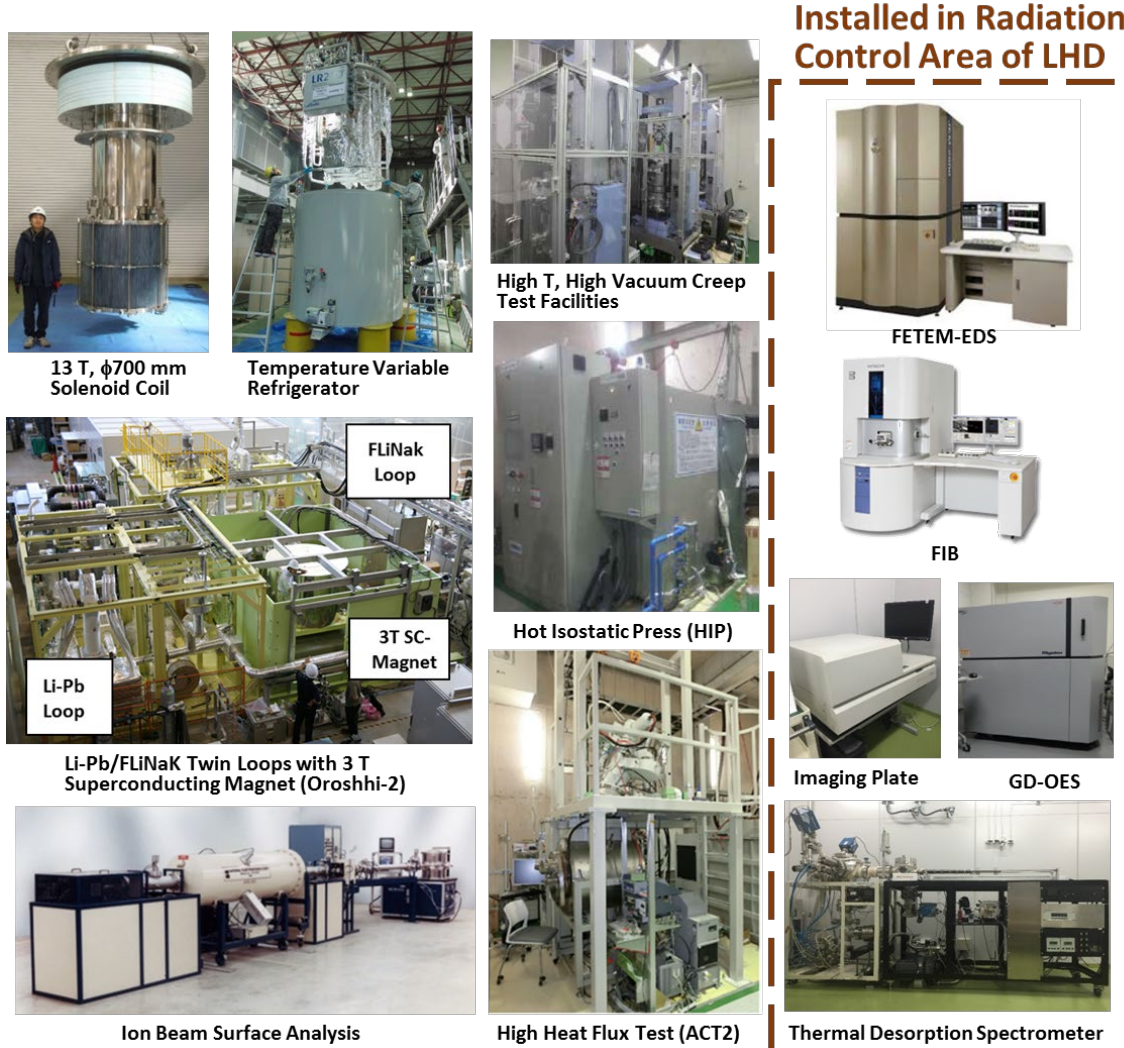 Installed in Radiation
Control Area of LHD
LR2
13 T, ϕ700 mm
Solenoid Coil
Temperature Variable
Refrigerator
High T, High Vacuum Creep
Test Facilities
FETEM-EDS
FLiNak
Loop
3T SC-
Magnet
Li-Pb
Loop
Li-Pb/FLiNaK Twin Loops with 3 T
Superconducting Magnet (Oroshhi-2)
Hot Isostatic Press (HIP)
FIB
Imaging Plate
GD-OES
Ion Beam Surface Analysis
High Heat Flux Test (ACT2)
Thermal Desorption Spectrometer